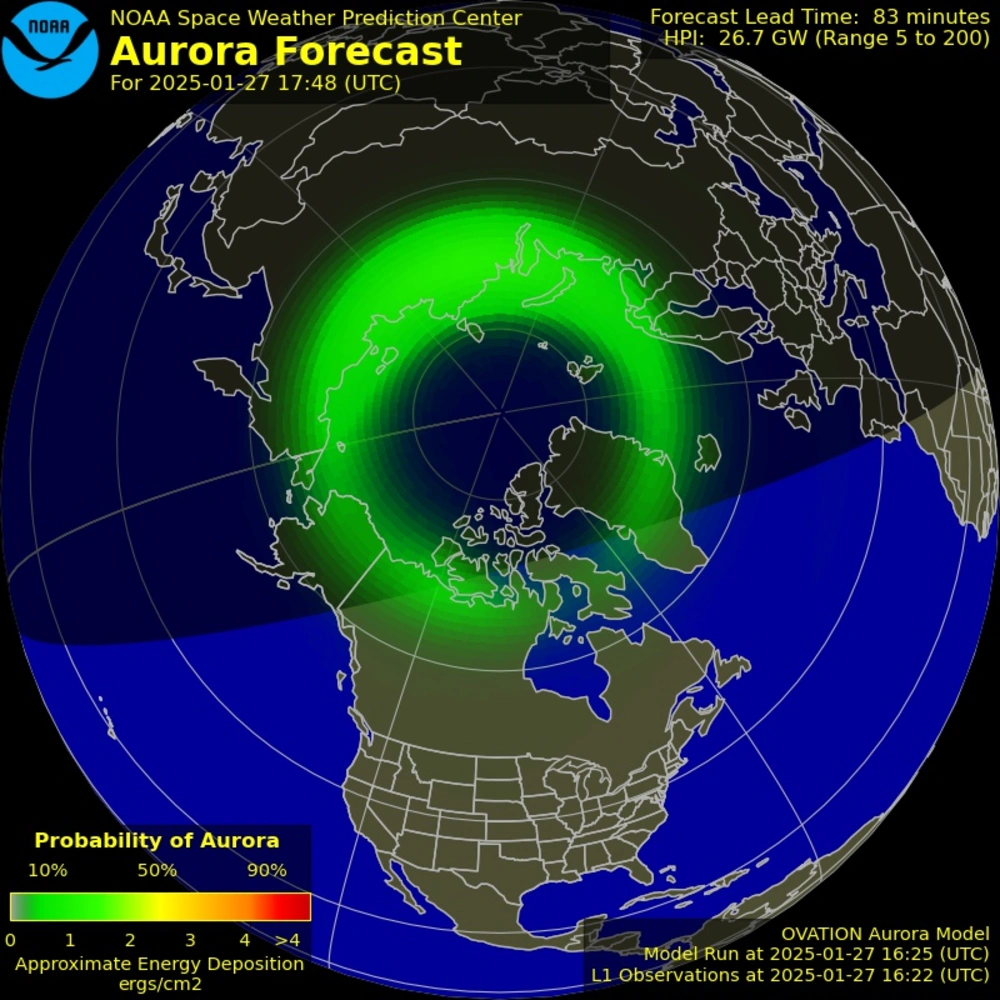 NOAA
NOAA Space Weather Prediction Center
Aurora Forecast
For 2025-01-27 17:48 (UTC)
Forecast Lead Time: 83 minutes
HPI: 26.7 GW (Range 5 to 200)
Probability of Aurora
10% 50% 90%
0 1 2 3 4 >4
Approximate Energy Deposition
ergs/cm2
OVATION Aurora Model
Model Run at 2025-01-27 16:25 (UTC)
L1 Observations at 2025-01-27 16:22 (UTC)